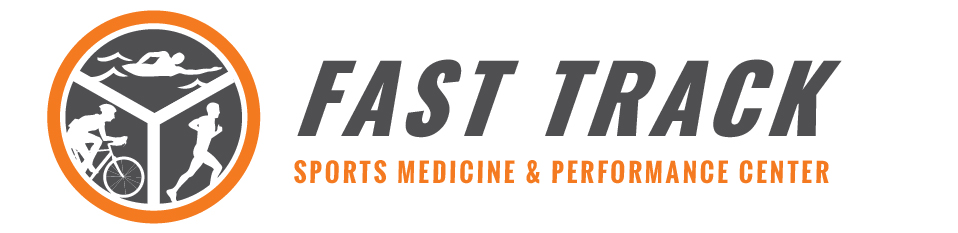 FAST TRACK
SPORTS MEDICINE & PERFORMANCE CENTER